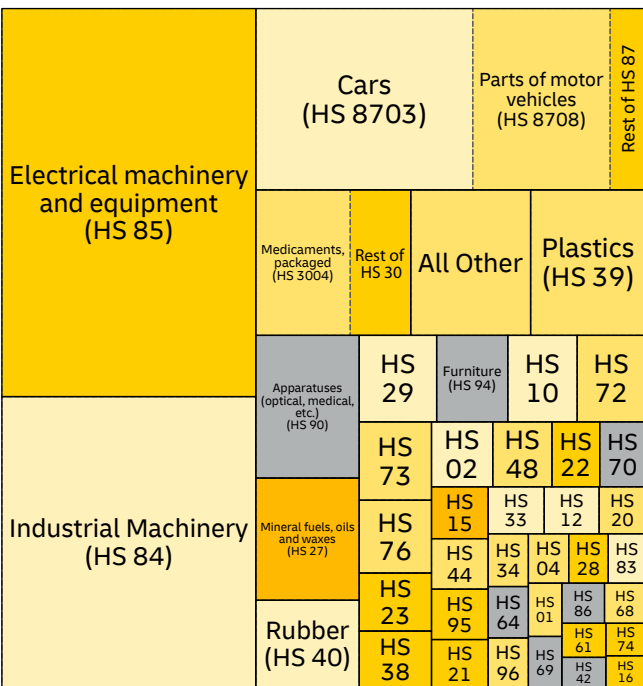 Electrical machinery
and equipment
(HS 85)
Cars
(HS 8703)
Parts of motor
vehicles
(HS 8708)
Rest of HS 87
Medicaments,
packaged
(HS 3004)
Rest of
HS 30
All Other
Plastics
(HS 39)
Industrial Machinery
(HS 84)
Apparatuses
(optical, medical,
etc.)
(HS 90)
Mineral fuels, oils
and waxes
(HS 27)
Rubber
(HS 40)
HS
29
Furniture
(HS 94)
HS
10
HS
72
HS
73
HS
02
HS
48
HS
22
HS
70
HS
76
HS
15
HS
33
HS
12
HS
20
HS
44
HS
34
HS
04
HS
28
HS
83
HS
23
HS
95
HS
64
HS
01
HS
86
HS
68
HS
61
HS
74
HS
38
HS
21
HS
96
HS
69
HS
42
HS
16